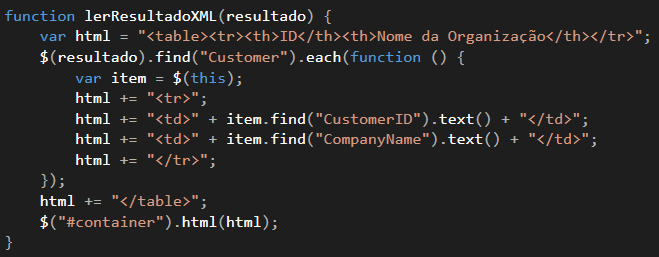 function lerResultadoXML(resultado) {
    var html = "<table><tr><th>ID</th><th>Nome da Organização</th></tr>";
    $(resultado).find("Customer").each(function () {
        var item = $(this);
        html += "<tr>";
        html += "<td>" + item.find("CustomerID").text() + "</td>";
        html += "<td>" + item.find("CompanyName").text() + "</td>";
        html += "</tr>";
    });
    html += "</table>";
    $("#container").html(html);
}